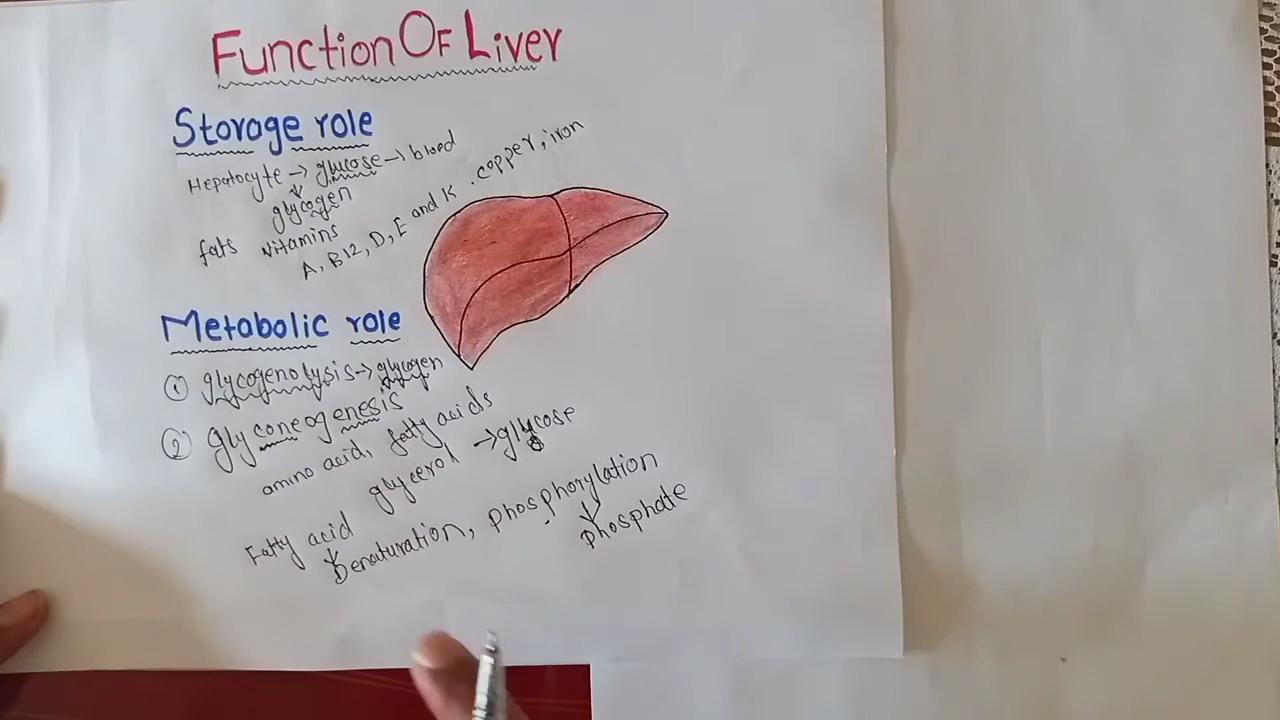 Function Of Liver
Storage role
Hepatocyte → glucose → blood
glycogen
fats vitamins
A, B12, D, E and K . copper, iron
Metabolic role
① glycogenolysis → glycogen
② glyconeogenesis
amino acid, fatty acids
glycerol → glycose
Fatty acid
Denaturation, phosphorylation
phosphate